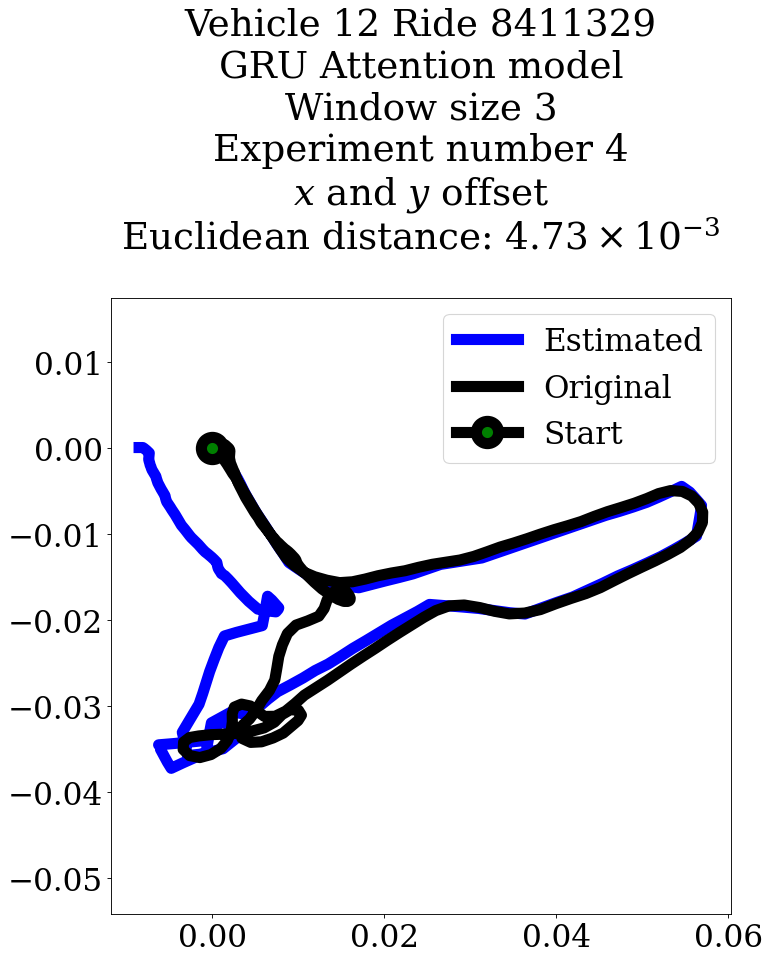 Vehicle 12 Ride 8411329
GRU Attention model
Window size 3
Experiment number 4
x and y offset
Euclidean distance: 4.73 × 10⁻³
Estimated
Original
Start
0.01
0.00
−0.01
−0.02
−0.03
−0.04
−0.05
0.00 0.02 0.04 0.06